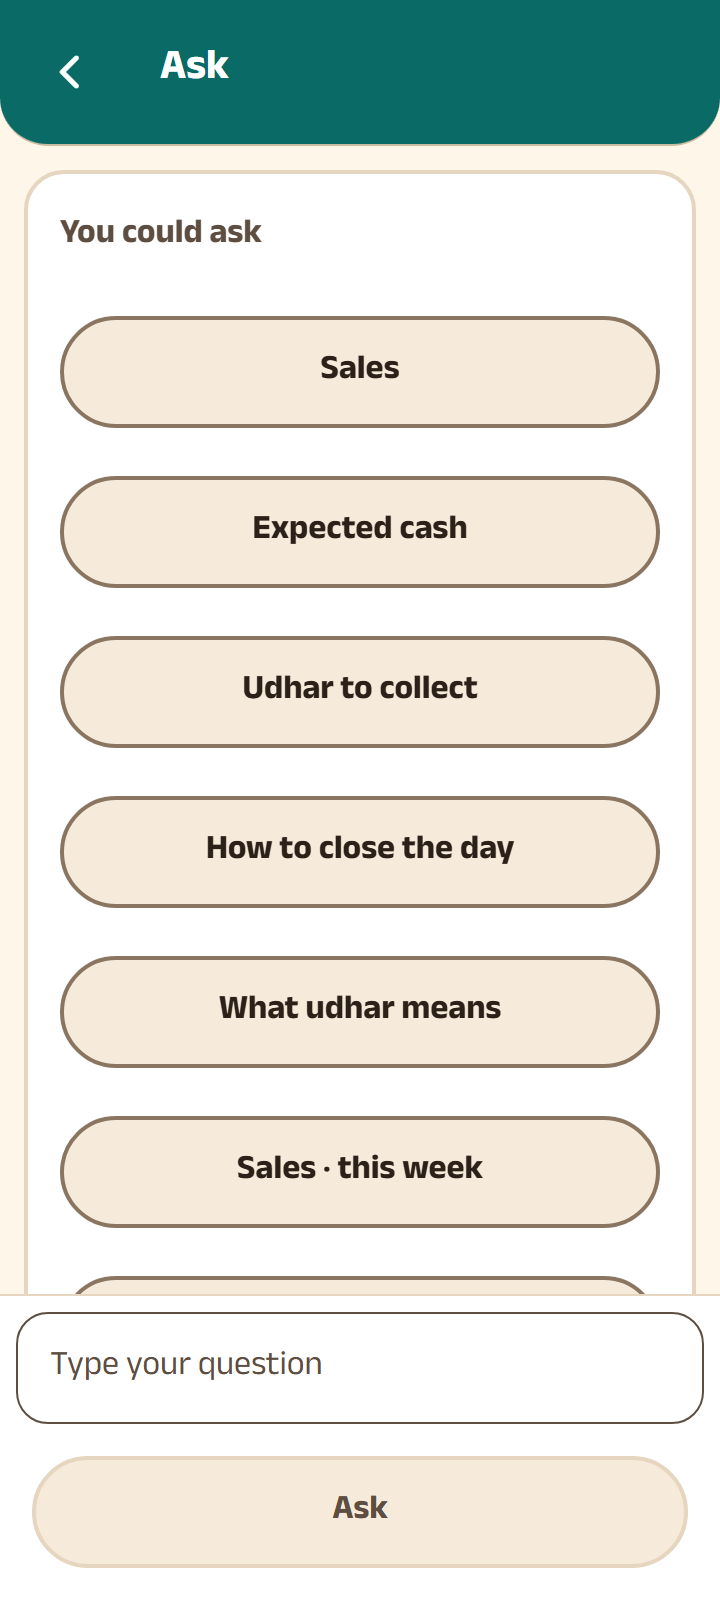 Ask
You could ask
Sales
Expected cash
Udhar to collect
How to close the day
What udhar means
Sales · this week
Type your question
Ask